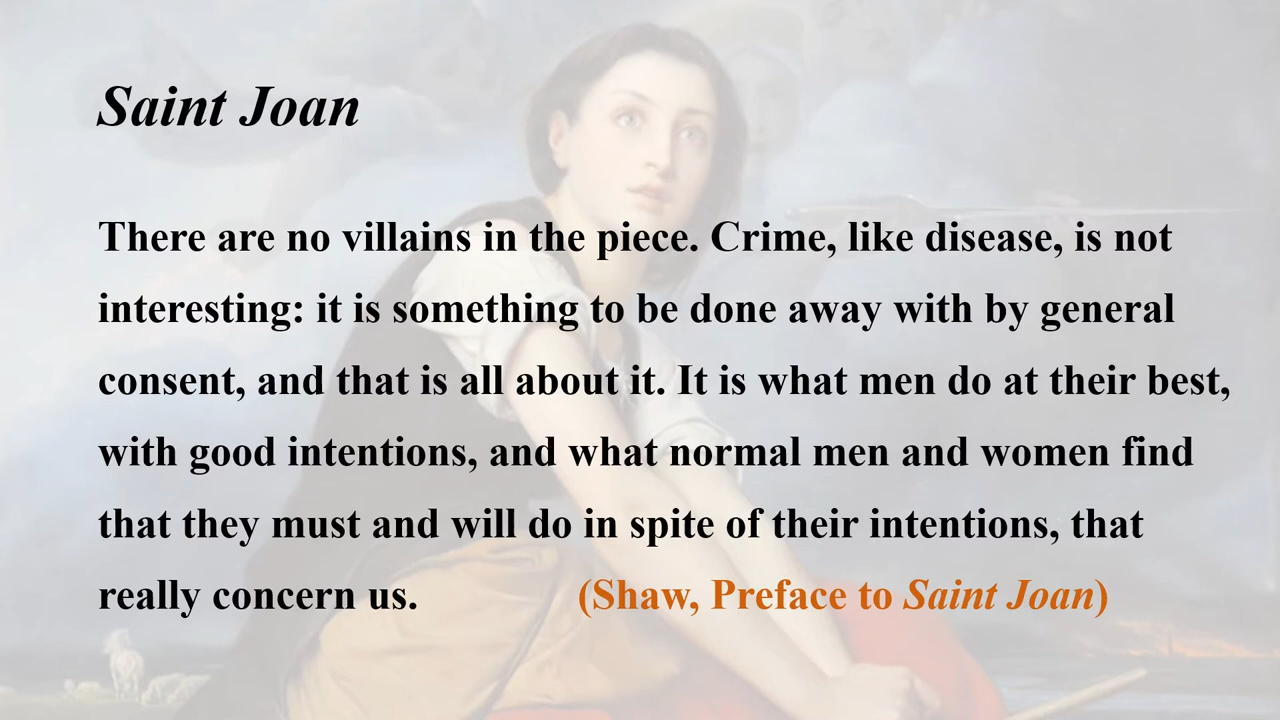 Saint Joan
There are no villains in the piece. Crime, like disease, is not
interesting: it is something to be done away with by general
consent, and that is all about it. It is what men do at their best,
with good intentions, and what normal men and women find
that they must and will do in spite of their intentions, that
really concern us. (Shaw, Preface to Saint Joan)